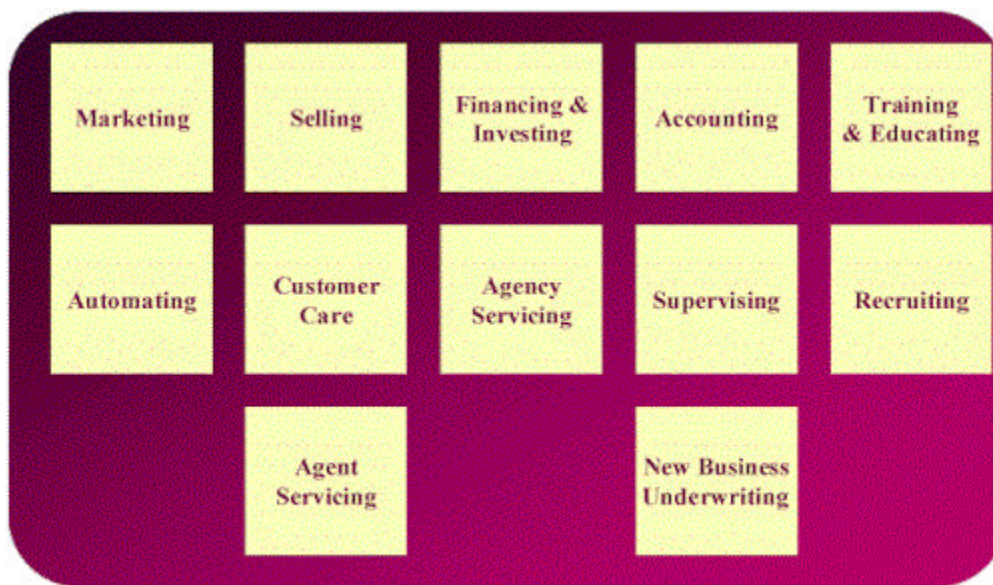 Marketing
Selling
Financing &
Investing
Accounting
Training
& Educating
Automating
Customer
Care
Agency
Servicing
Supervising
Recruiting
Agent
Servicing
New Business
Underwriting